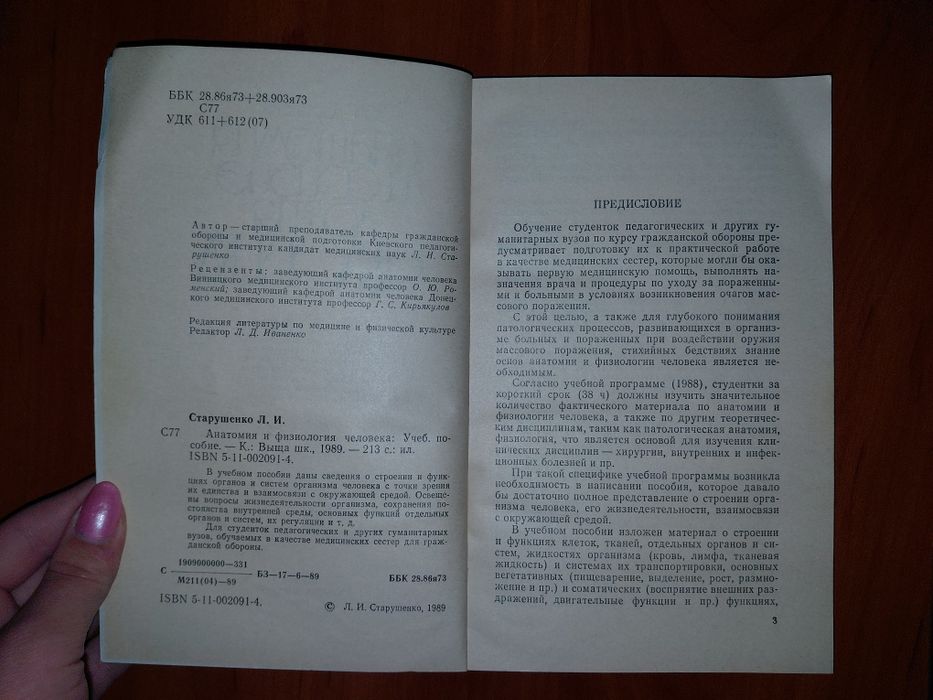 ББК 28.86я73+28.903я73
С77
УДК 611+612(07)
Автор — старший преподаватель кафедры гражданской
обороны и медицинской подготовки Киевского педагоги-
ческого института кандидат медицинских наук Л. И. Ста-
рушенко
Рецензенты: заведующий кафедрой анатомии человека
Винницкого медицинского института профессор О. Ю. Ро-
менский; заведующий кафедрой анатомии человека Донец-
кого медицинского института профессор Г. С. Кирьякулов
Редакция литературы по медицине и физической культуре
Редактор Л. Д. Иваненко
Старушенко Л. И.
С77 Анатомия и физиология человека: Учеб. по-
собие. — К.: Выща шк., 1989. — 213 с.: ил.
ISBN 5-11-002091-4.
В учебном пособии даны сведения о строении и функ-
циях органов и систем организма человека с точки зрения
их единства и взаимосвязи с окружающей средой. Освеще-
ны вопросы жизнедеятельности организма, сохранения по-
стоянства внутренней среды, основных функций отдельных
органов и систем, их регуляции и т. д.
Для студенток педагогических и других гуманитарных
вузов, обучаемых в качестве медицинских сестер для граж-
данской обороны.
С 1909000000—331
М211(04)—89
БЗ—17—6—89
ББК 28.86я73
ISBN 5-11-002091-4.
© Л. И. Старушенко, 1989
ПРЕДИСЛОВИЕ
Обучение студенток педагогических и других гу-
манитарных вузов по курсу гражданской обороны пре-
дусматривает подготовку их к практической работе
в качестве медицинских сестер, которые могли бы
оказывать первую медицинскую помощь, выполнять
назначения врача и процедуры по уходу за пораженны-
ми и больными в условиях возникновения очагов мас-
сового поражения.
С этой целью, а также для глубокого понимания
патологических процессов, развивающихся в организ-
ме больных и пораженных при воздействии оружия
массового поражения, стихийных бедствиях знание
основ анатомии и физиологии человека является не-
обходимым.
Согласно учебной программе (1988), студентки за
короткий срок (38 ч) должны изучить значительное
количество фактического материала по анатомии и
физиологии человека, а также по другим теоретичес-
ким дисциплинам, таким как патологическая анатомия,
физиология, что является основой для изучения кли-
нических дисциплин — хирургии, внутренних и инфек-
ционных болезней и пр.
При такой специфике учебной программы возникла
необходимость в написании пособия, которое давало
бы достаточно полное представление о строении орга-
низма человека, его жизнедеятельности, взаимосвязи
с окружающей средой.
В учебном пособии изложен материал о строении
и функциях клеток, тканей, отдельных органов и сис-
тем, жидкостях организма (кровь, лимфа, тканевая
жидкость) и системах их транспортировки, основных
вегетативных (пищеварение, выделение, рост, размно-
жение и пр.) и соматических (восприятие внешних раз-
дражений, двигательные функции и пр.) функциях,
3